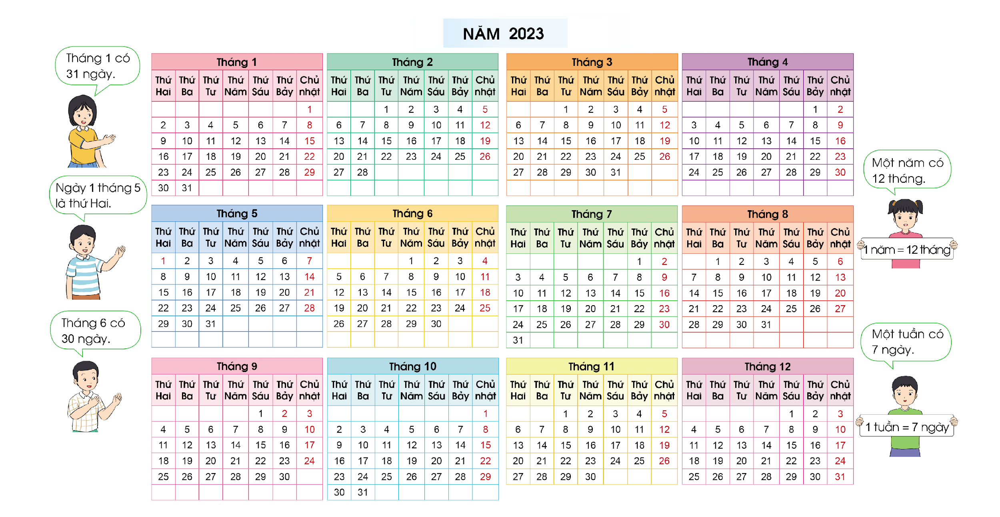 NĂM 2023
Tháng 1 có
31 ngày.
Ngày 1 tháng 5
là thứ Hai.
Tháng 6 có
30 ngày.
Tháng 1
Thứ Hai Thứ Ba Thứ Tư Thứ Năm Thứ Sáu Thứ Bảy Chủ nhật
1
2 3 4 5 6 7 8
9 10 11 12 13 14 15
16 17 18 19 20 21 22
23 24 25 26 27 28 29
30 31
Tháng 2
Thứ Hai Thứ Ba Thứ Tư Thứ Năm Thứ Sáu Thứ Bảy Chủ nhật
1 2 3 4 5
6 7 8 9 10 11 12
13 14 15 16 17 18 19
20 21 22 23 24 25 26
27 28
Tháng 3
Thứ Hai Thứ Ba Thứ Tư Thứ Năm Thứ Sáu Thứ Bảy Chủ nhật
1 2 3 4 5
6 7 8 9 10 11 12
13 14 15 16 17 18 19
20 21 22 23 24 25 26
27 28 29 30 31
Tháng 4
Thứ Hai Thứ Ba Thứ Tư Thứ Năm Thứ Sáu Thứ Bảy Chủ nhật
1 2
3 4 5 6 7 8 9
10 11 12 13 14 15 16
17 18 19 20 21 22 23
24 25 26 27 28 29 30
Tháng 5
Thứ Hai Thứ Ba Thứ Tư Thứ Năm Thứ Sáu Thứ Bảy Chủ nhật
1 2 3 4 5 6 7
8 9 10 11 12 13 14
15 16 17 18 19 20 21
22 23 24 25 26 27 28
29 30 31
Tháng 6
Thứ Hai Thứ Ba Thứ Tư Thứ Năm Thứ Sáu Thứ Bảy Chủ nhật
1 2 3 4
5 6 7 8 9 10 11
12 13 14 15 16 17 18
19 20 21 22 23 24 25
26 27 28 29 30
Tháng 7
Thứ Hai Thứ Ba Thứ Tư Thứ Năm Thứ Sáu Thứ Bảy Chủ nhật
1 2
3 4 5 6 7 8 9
10 11 12 13 14 15 16
17 18 19 20 21 22 23
24 25 26 27 28 29 30
31
Tháng 8
Thứ Hai Thứ Ba Thứ Tư Thứ Năm Thứ Sáu Thứ Bảy Chủ nhật
1 2 3 4 5 6
7 8 9 10 11 12 13
14 15 16 17 18 19 20
21 22 23 24 25 26 27
28 29 30 31
Tháng 9
Thứ Hai Thứ Ba Thứ Tư Thứ Năm Thứ Sáu Thứ Bảy Chủ nhật
1 2 3
4 5 6 7 8 9 10
11 12 13 14 15 16 17
18 19 20 21 22 23 24
25 26 27 28 29 30
Tháng 10
Thứ Hai Thứ Ba Thứ Tư Thứ Năm Thứ Sáu Thứ Bảy Chủ nhật
1
2 3 4 5 6 7 8
9 10 11 12 13 14 15
16 17 18 19 20 21 22
23 24 25 26 27 28 29
30 31
Tháng 11
Thứ Hai Thứ Ba Thứ Tư Thứ Năm Thứ Sáu Thứ Bảy Chủ nhật
1 2 3 4 5
6 7 8 9 10 11 12
13 14 15 16 17 18 19
20 21 22 23 24 25 26
27 28 29 30
Tháng 12
Thứ Hai Thứ Ba Thứ Tư Thứ Năm Thứ Sáu Thứ Bảy Chủ nhật
1 2 3
4 5 6 7 8 9 10
11 12 13 14 15 16 17
18 19 20 21 22 23 24
25 26 27 28 29 30 31
Một năm có
12 tháng.
1 năm = 12 tháng
Một tuần có
7 ngày.
1 tuần = 7 ngày